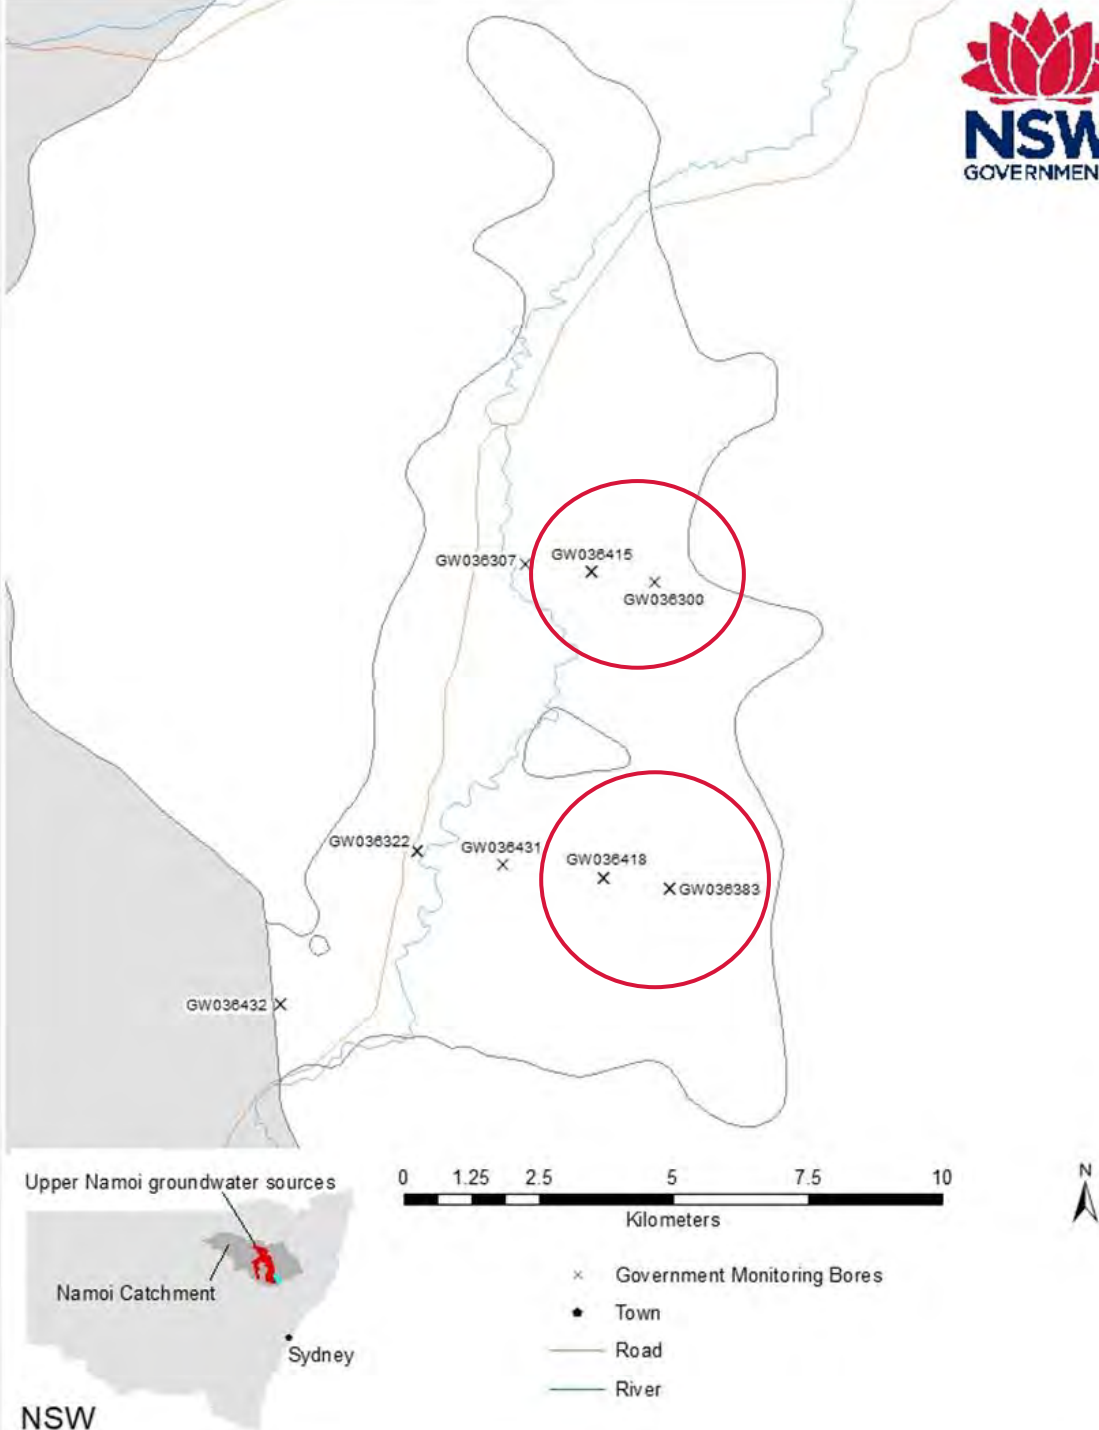 NSW
GOVERNMEN
GW036415
GW036307
GW036300
GW036322
GW036431
GW036418
GW036383
GW036432
Upper Namoi groundwater sources
Namoi Catchment
Sydney
NSW
0 1.25 2.5 5 7.5 10
Kilometers
N
Government Monitoring Bores
Town
Road
River